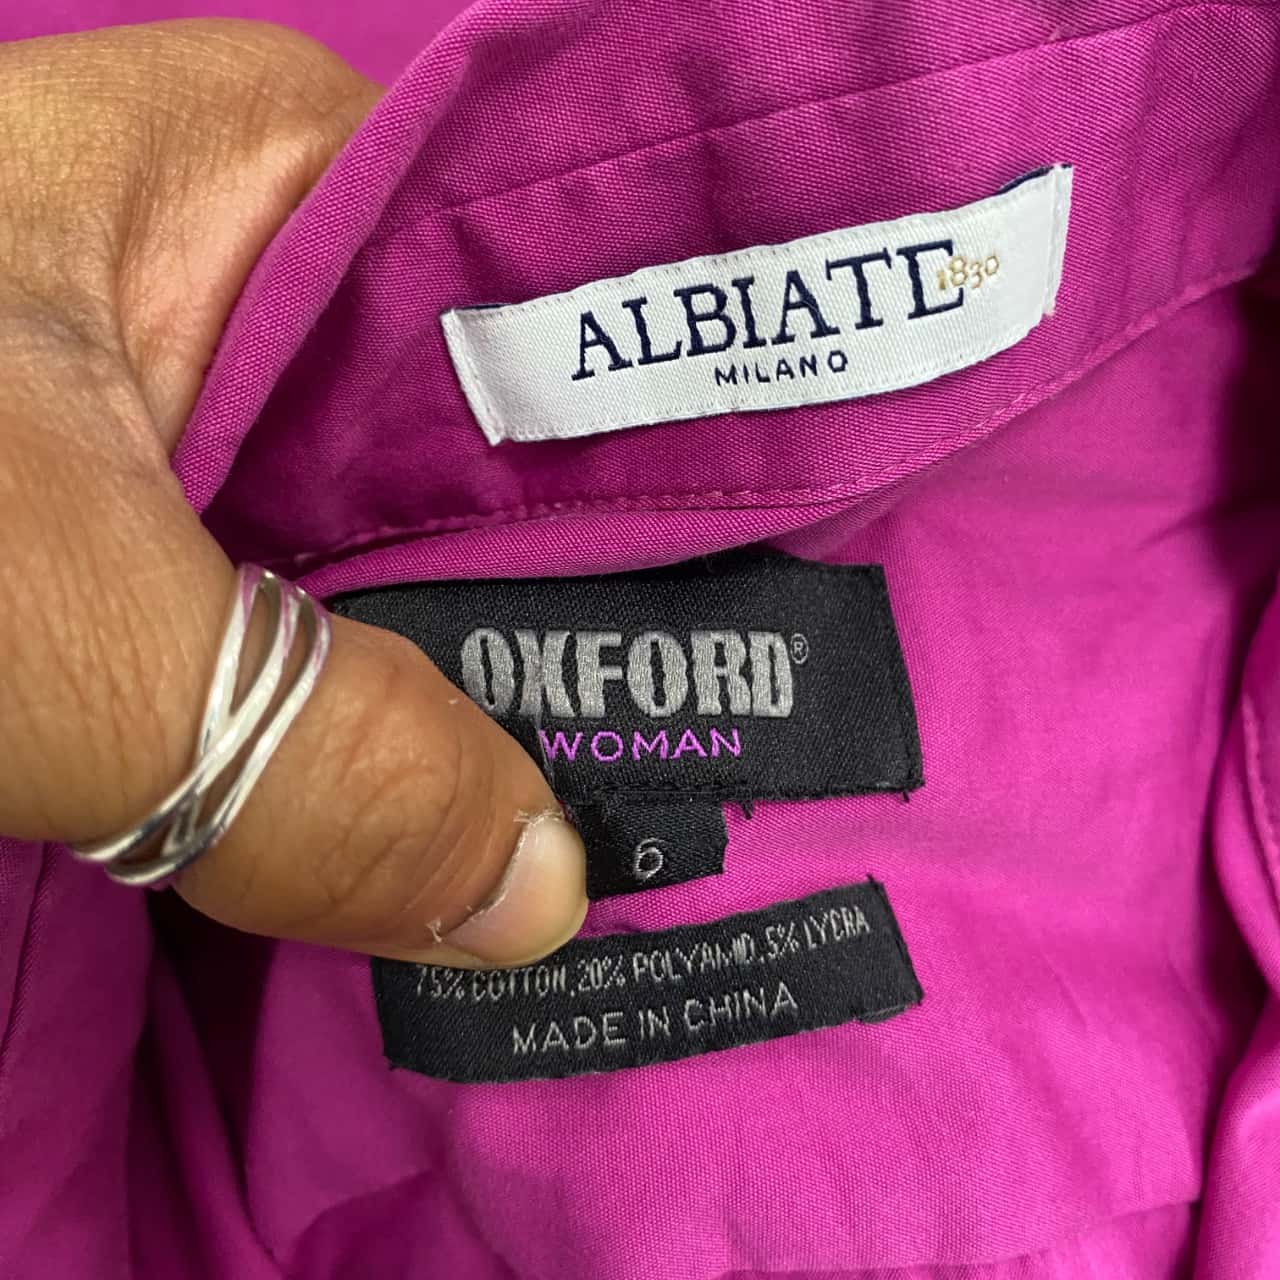 ALBIATE 1830
MILANO
OXFORD®
WOMAN
6
75% COTTON, 20% POLYAMID, 5% LYCRA
MADE IN CHINA